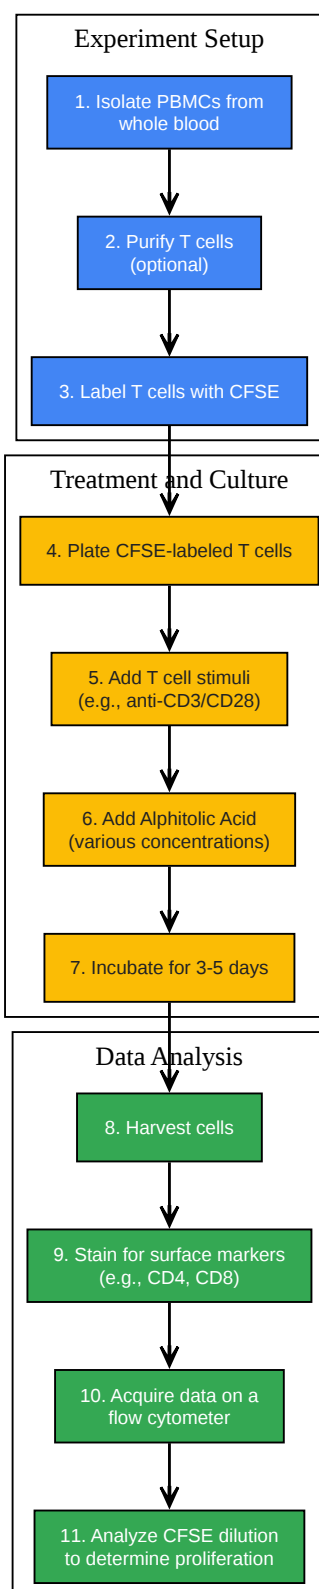 Experiment Setup
1. Isolate PBMCs from
whole blood
2. Purify T cells
(optional)
3. Label T cells with CFSE
Treatment and Culture
4. Plate CFSE-labeled T cells
5. Add T cell stimuli
(e.g., anti-CD3/CD28)
6. Add Alphitolic Acid
(various concentrations)
7. Incubate for 3-5 days
Data Analysis
8. Harvest cells
9. Stain for surface markers
(e.g., CD4, CD8)
10. Acquire data on a
flow cytometer
11. Analyze CFSE dilution
to determine proliferation